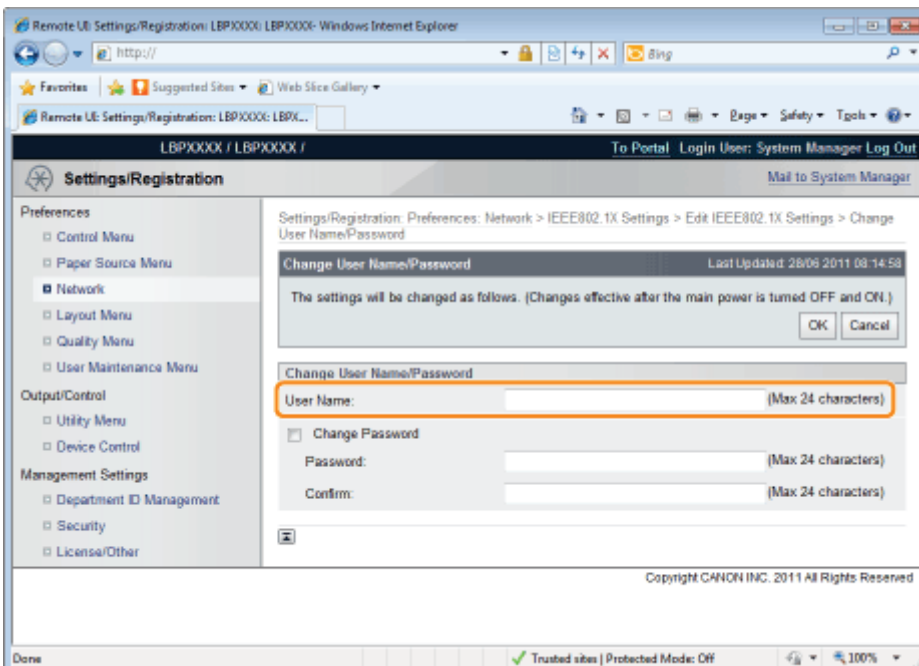 Remote UI: Settings/Registration: LBPXXXX: LBPXXXX- Windows Internet Explorer
http://
Bing
Favorites Suggested Sites Web Slice Gallery
Remote UI: Settings/Registration: LBPXXXX: LBPX...
Page Safety Tools
LBPXXXX / LBPXXXX /
To Portal Login User: System Manager Log Out
Settings/Registration
Mail to System Manager
Preferences
Control Menu
Paper Source Menu
Network
Layout Menu
Quality Menu
User Maintenance Menu
Output/Control
Utility Menu
Device Control
Management Settings
Department ID Management
Security
License/Other
Settings/Registration: Preferences: Network > IEEE802.1X Settings > Edit IEEE802.1X Settings > Change
User Name/Password
Change User Name/Password
Last Updated: 28/06 2011 08:14:58
The settings will be changed as follows. (Changes effective after the main power is turned OFF and ON.)
OK Cancel
Change User Name/Password
User Name: (Max 24 characters)
Change Password
Password: (Max 24 characters)
Confirm: (Max 24 characters)
Copyright CANON INC. 2011 All Rights Reserved
Done
Trusted sites | Protected Mode: Off
100%